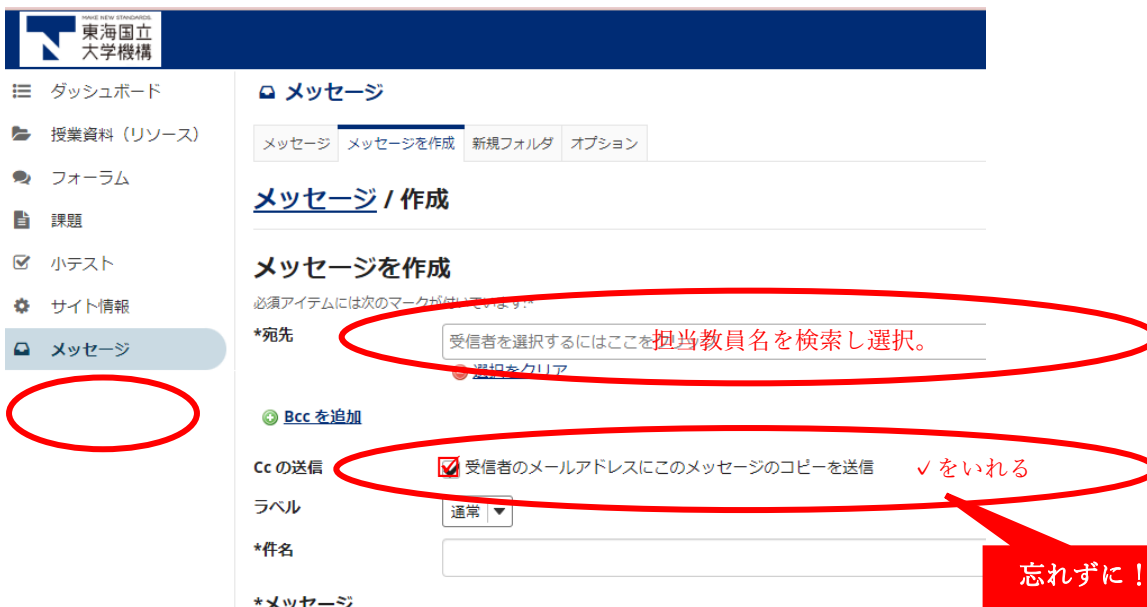 MAKE NEW STANDARDS.
東海国立
大学機構
ダッシュボード
授業資料（リソース）
フォーラム
課題
小テスト
サイト情報
メッセージ
メッセージ
メッセージ メッセージを作成 新規フォルダ オプション
メッセージ / 作成
メッセージを作成
必須アイテムには次のマークが付いています:*
*宛先
受信者を選択するにはここをクリック
担当教員名を検索し選択。
選択をクリア
Bcc を追加
Cc の送信
受信者のメールアドレスにこのメッセージのコピーを送信
✓をいれる
ラベル
通常
*件名
忘れずに！
*メッセージ